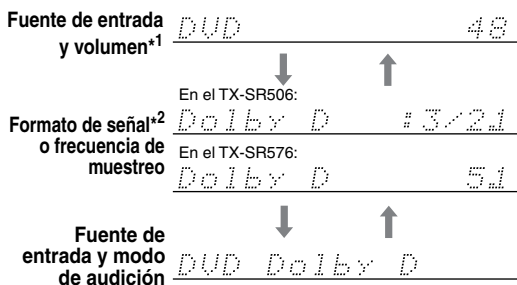 Fuente de entrada
y volumen*1
DVD 48
En el TX-SR506:
Formato de señal*2
o frecuencia de
muestreo
Dolby D :3/2.1
En el TX-SR576:
Dolby D 5.1
Fuente de
entrada y modo
de audición
DVD Dolby D